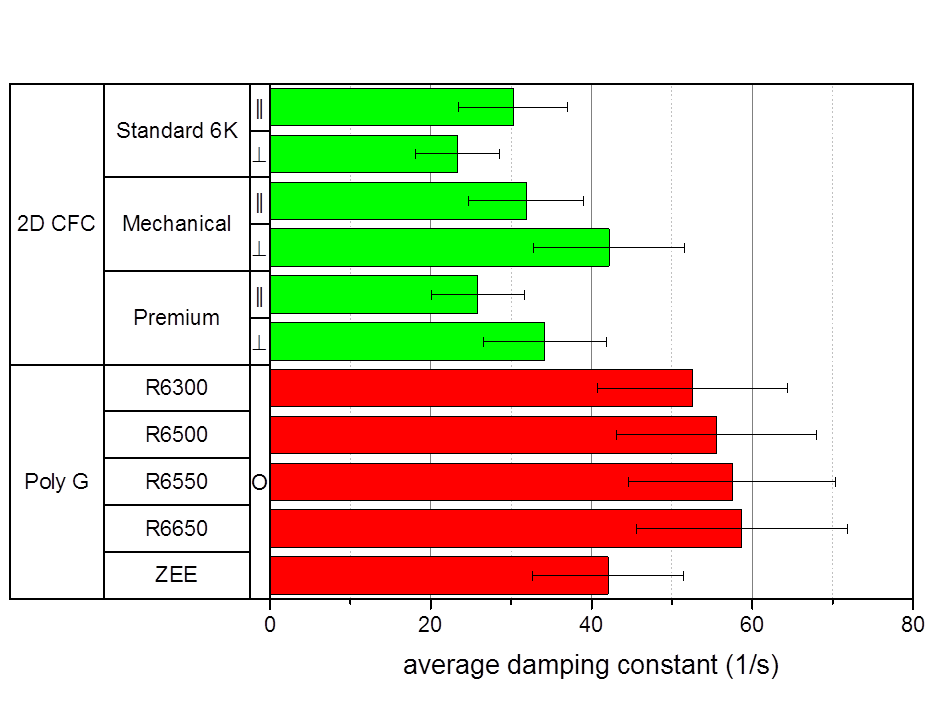 2D CFC
Standard 6K
∥
⊥
Mechanical
∥
⊥
Premium
∥
⊥
Poly G
R6300
R6500
R6550
O
R6650
ZEE
0 20 40 60 80
average damping constant (1/s)